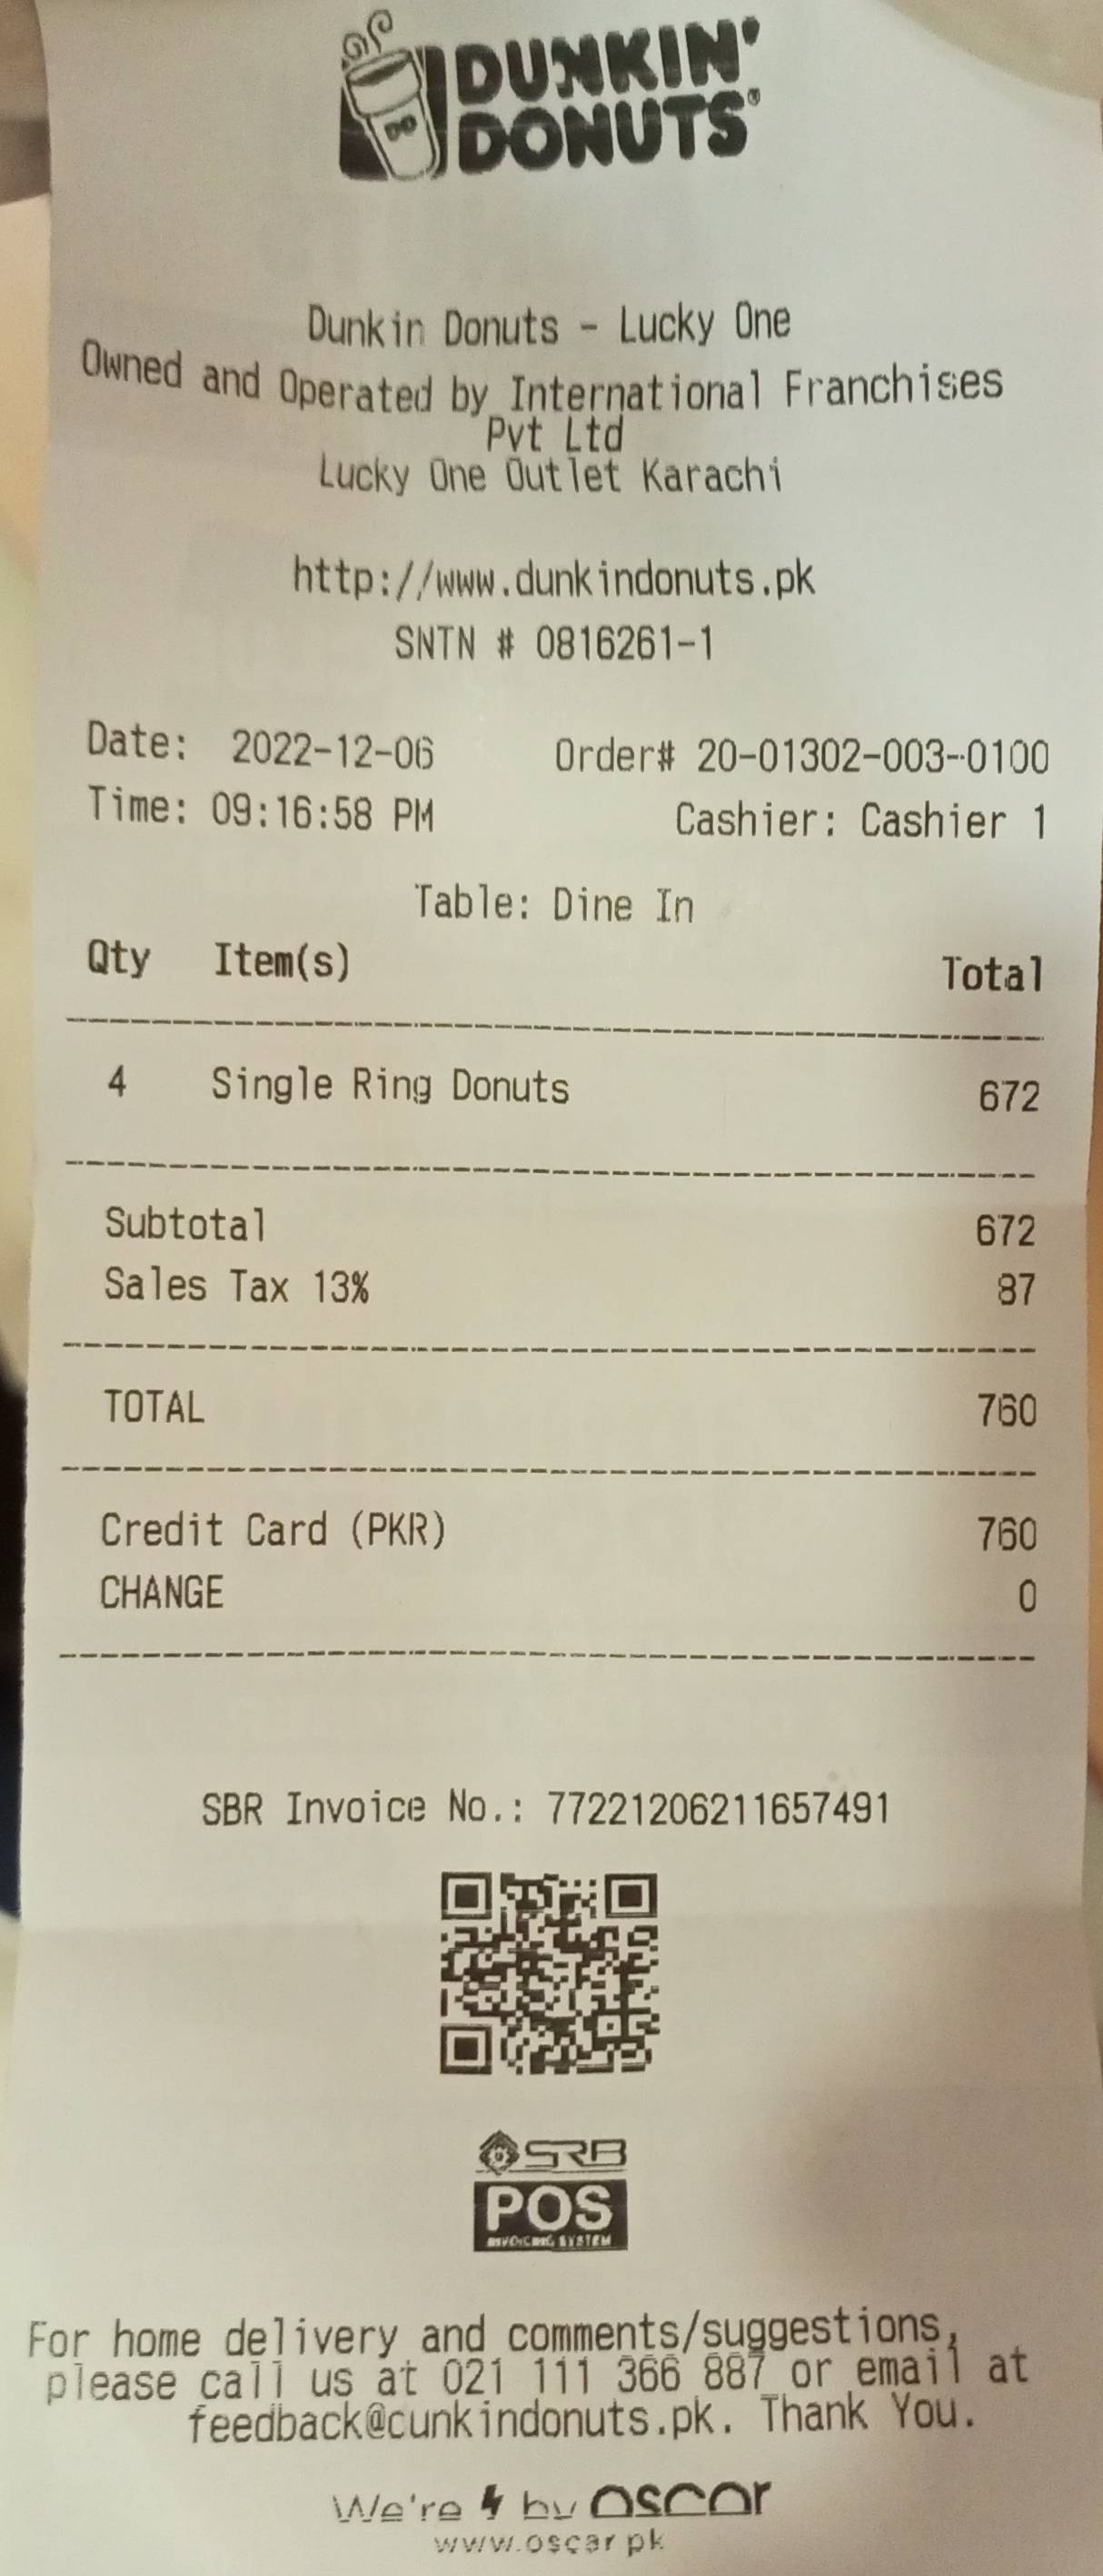 DUNKIN'
DONUTS®
Dunkin Donuts - Lucky One
Owned and Operated by International Franchises
Pvt Ltd
Lucky One Outlet Karachi
http://www.dunkindonuts.pk
SNTN # 0816261-1
Date: 2022-12-06 Order# 20-01302-003-0100
Time: 09:16:58 PM Cashier: Cashier 1
Table: Dine In
Qty Item(s) Total
4 Single Ring Donuts 672
Subtotal 672
Sales Tax 13% 87
TOTAL 760
Credit Card (PKR) 760
CHANGE 0
SBR Invoice No.: 77221206211657491
SRB
POS
INVOICING SYSTEM
For home delivery and comments/suggestions,
please call us at 021 111 366 887 or email at
feedback@cunkindonuts.pk. Thank You.
We're by oscar
www.oscar.pk